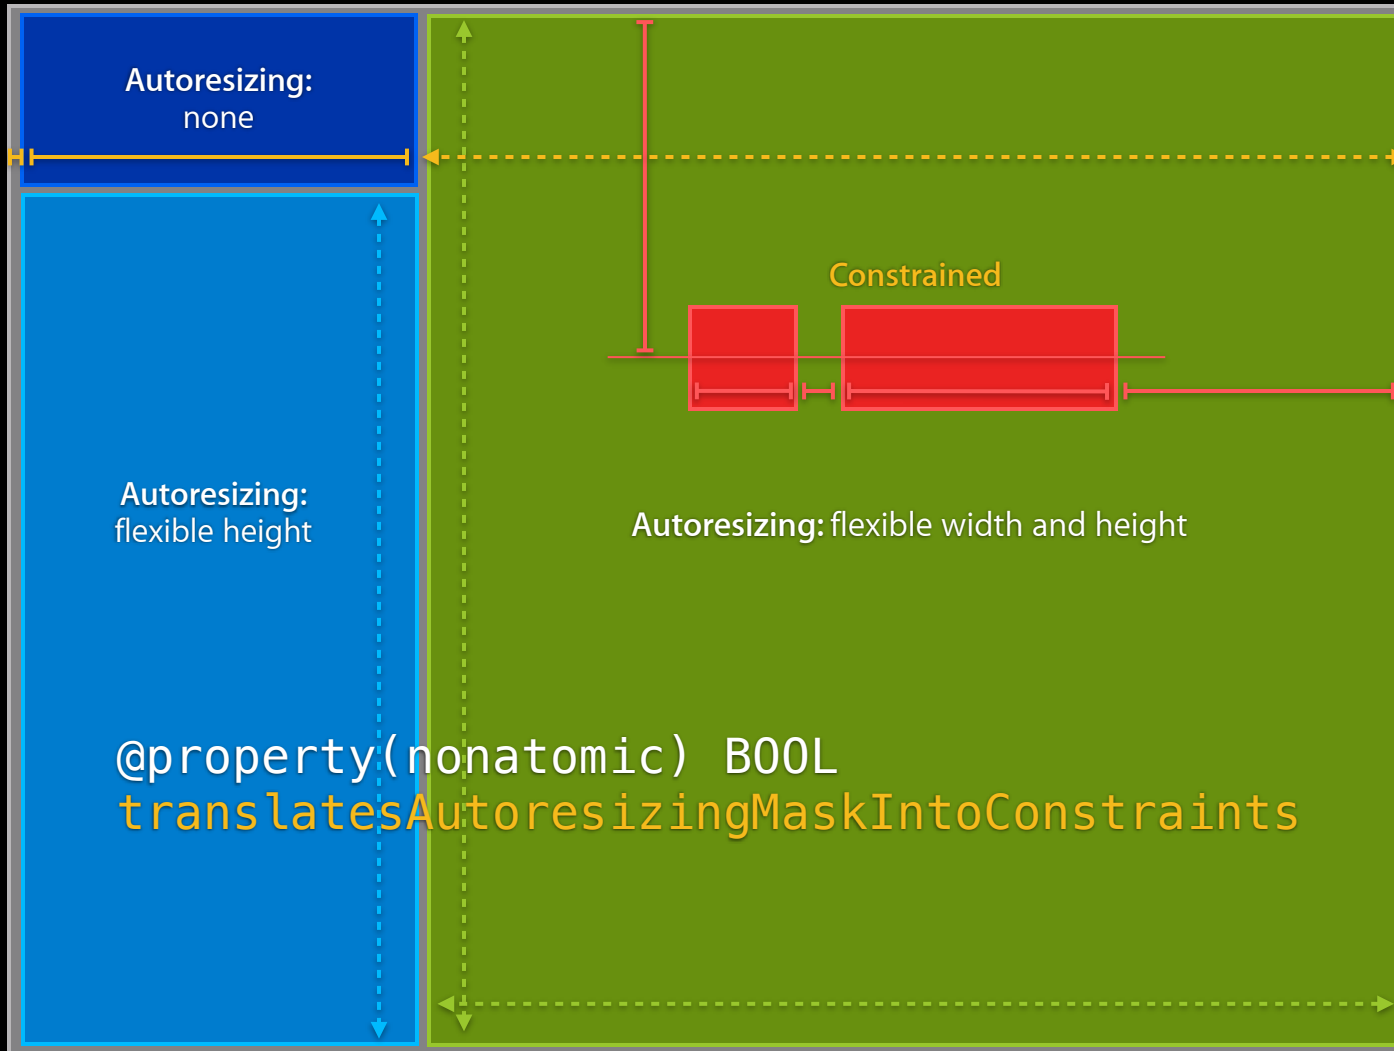 Autoresizing:
none
Constrained
Autoresizing:
flexible height
Autoresizing: flexible width and height
@property(nonatomic) BOOL
translatesAutoresizingMaskIntoConstraints